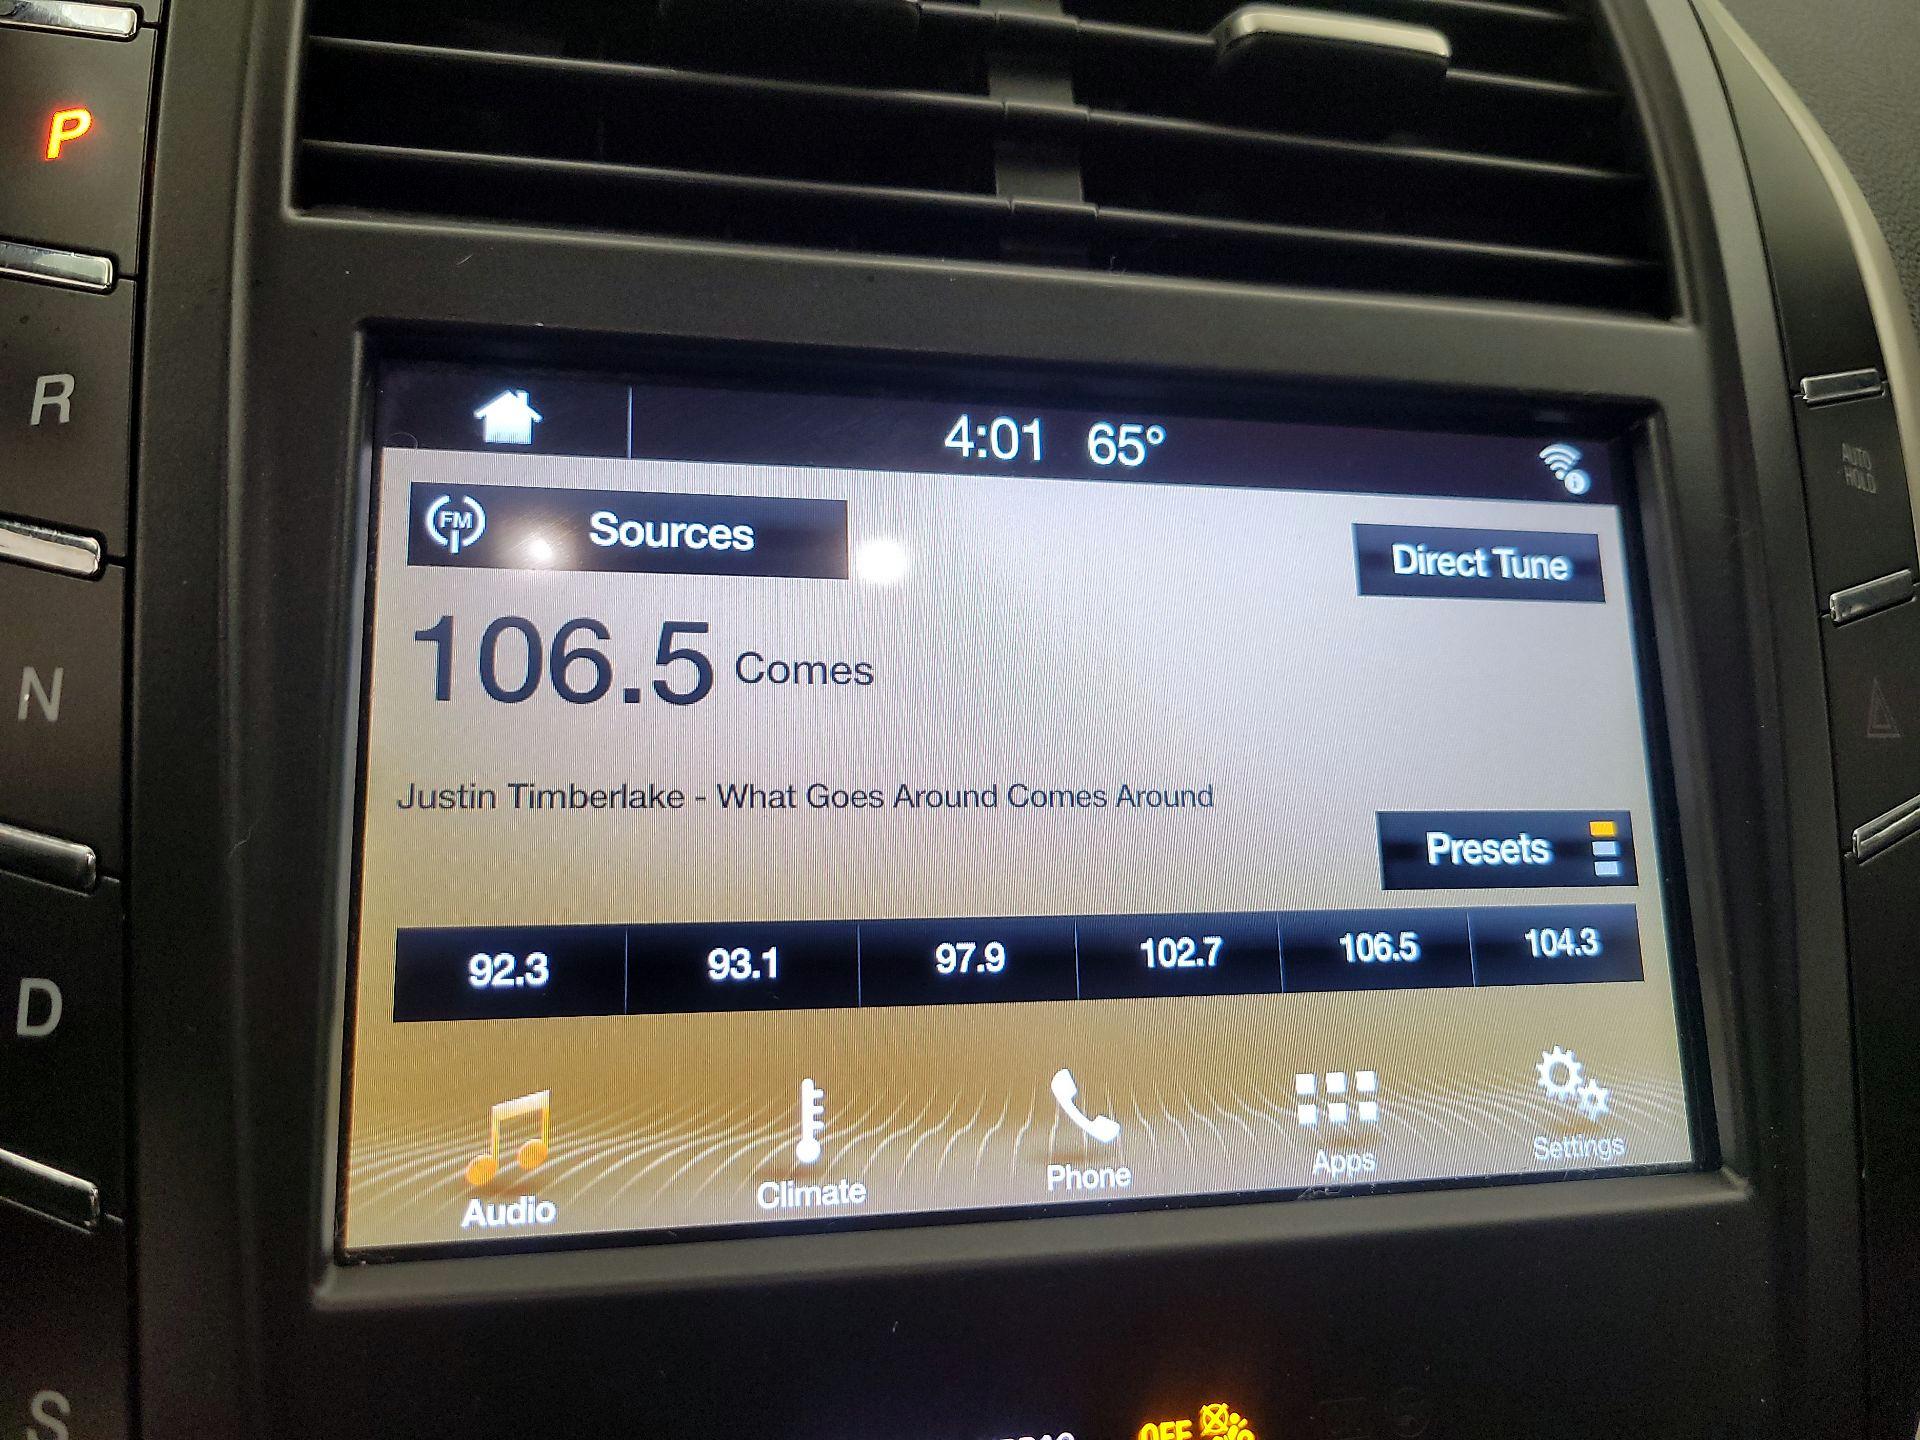 P
R
N
D
S
4:01 65°
FM Sources
Direct Tune
106.5 Comes
Justin Timberlake - What Goes Around Comes Around
Presets
92.3 93.1 97.9 102.7 106.5 104.3
Audio Climate Phone Apps Settings
AUTO
HOLD
OFF